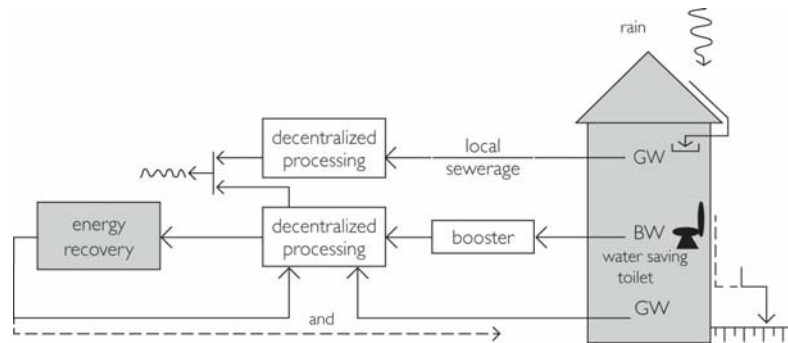 rain
decentralized
processing
local
sewerage
GW
energy
recovery
decentralized
processing
booster
BW
water saving
toilet
GW
and